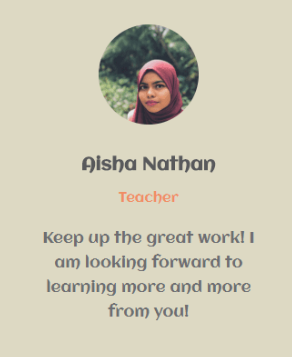 Aisha Nathan
Teacher
Keep up the great work! I
am looking forward to
learning more and more
from you!